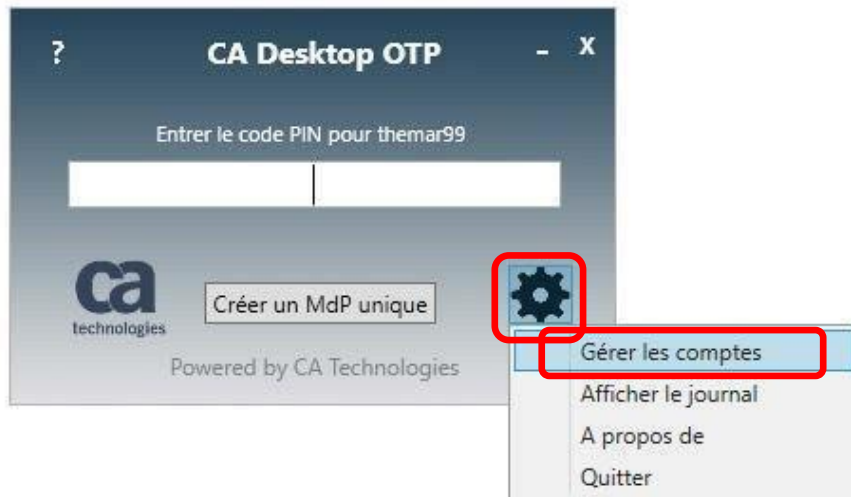 ? CA Desktop OTP - X
Entrer le code PIN pour themar99
ca
technologies
Créer un MdP unique
Powered by CA Technologies
Gérer les comptes
Afficher le journal
A propos de
Quitter